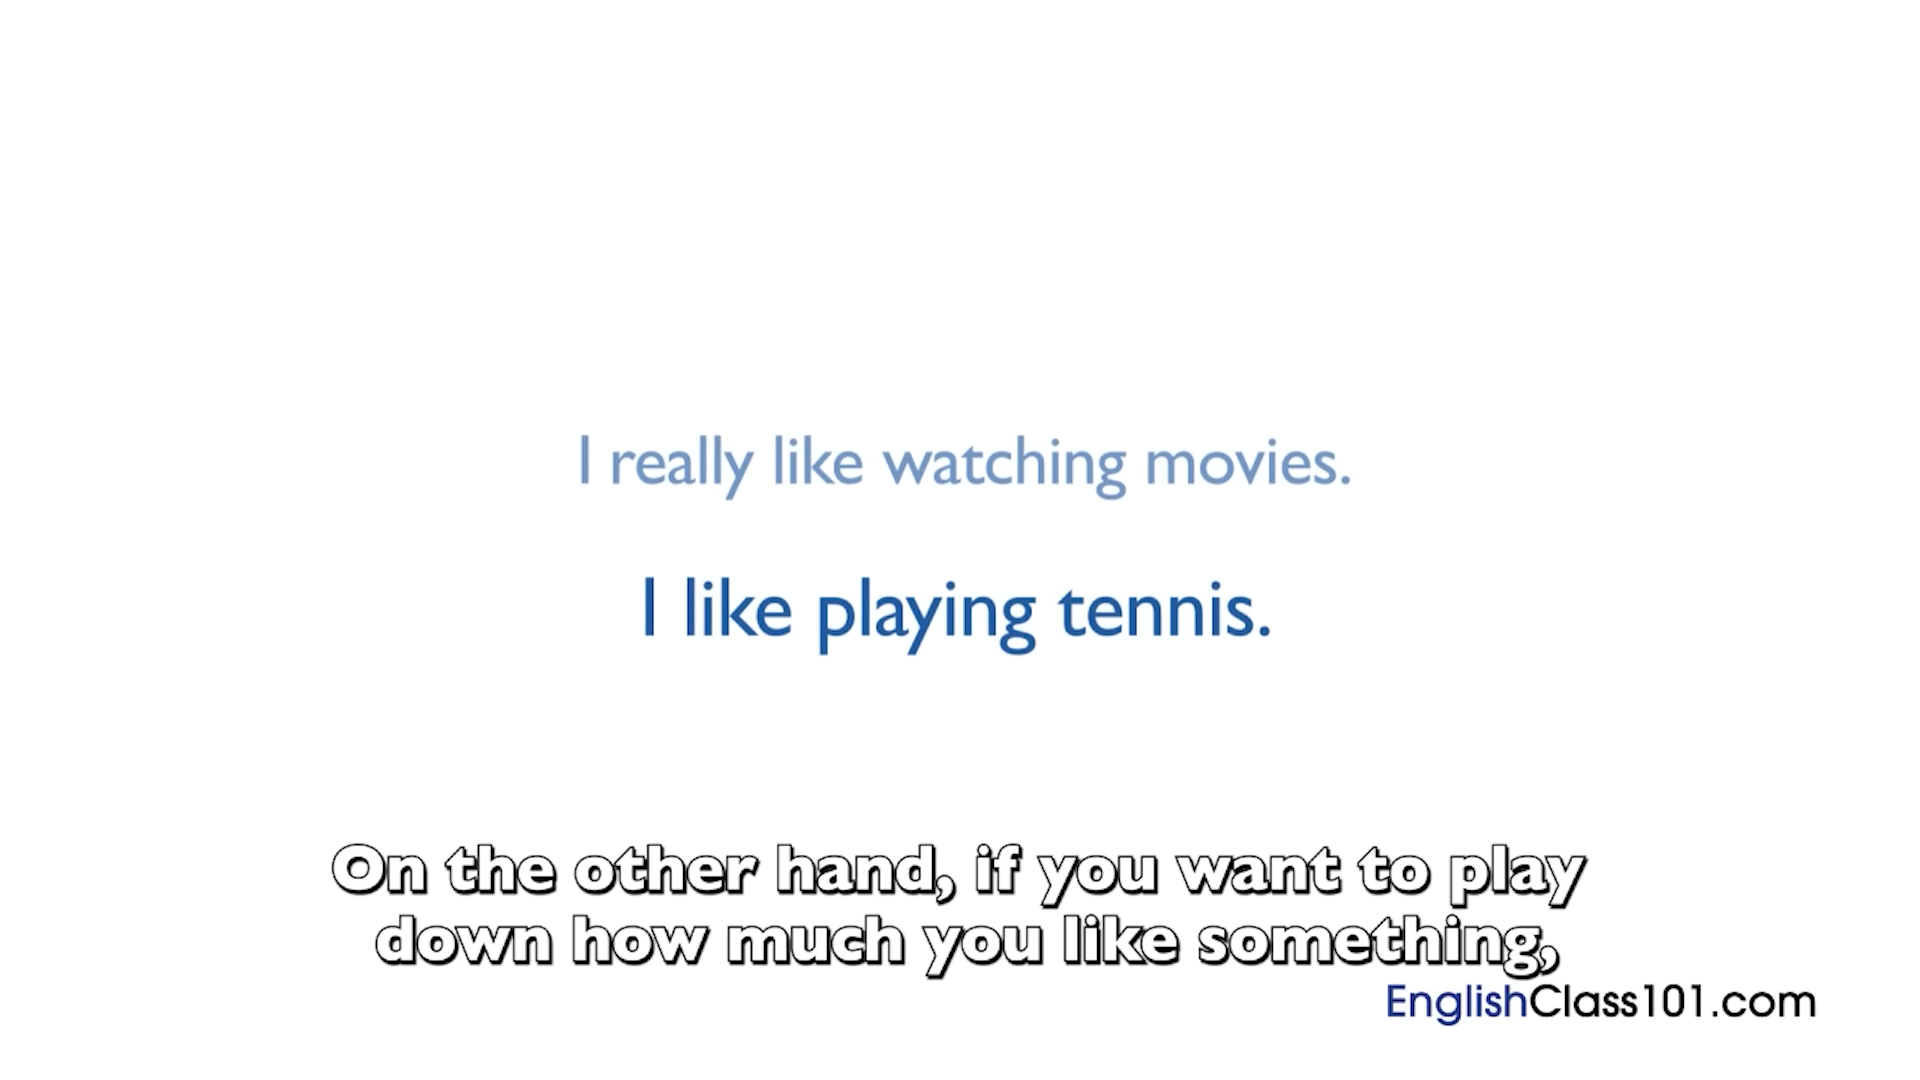 I really like watching movies.
I like playing tennis.
On the other hand, if you want to play
down how much you like something,
EnglishClass101.com